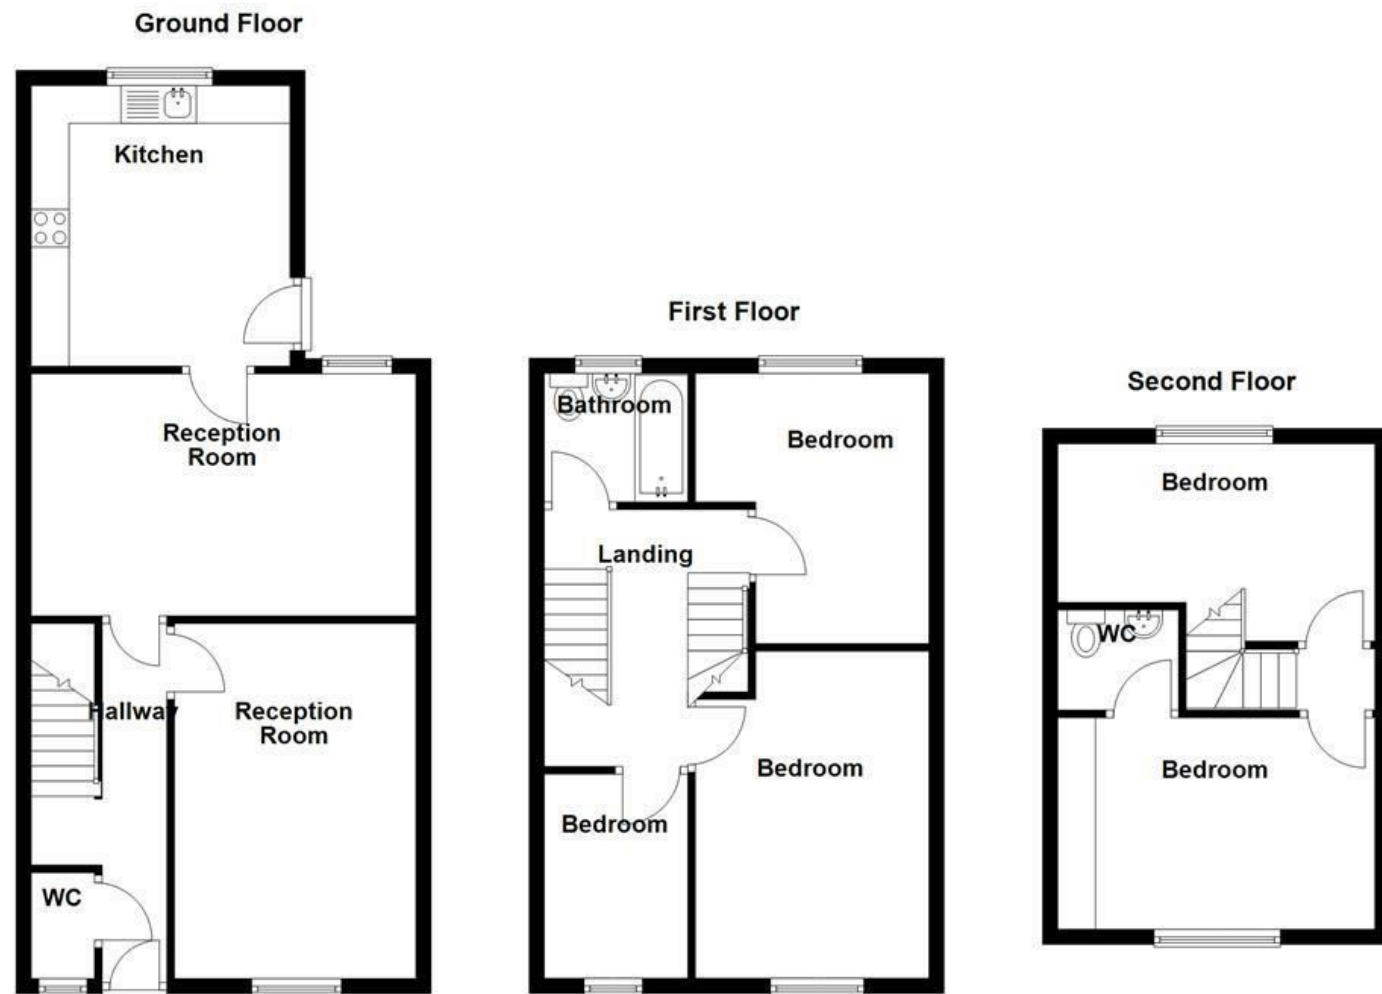 Ground Floor
Kitchen
Reception
Room
Hallway
Reception
Room
WC
First Floor
Bathroom
Bedroom
Landing
Bedroom
Bedroom
Second Floor
Bedroom
WC
Bedroom